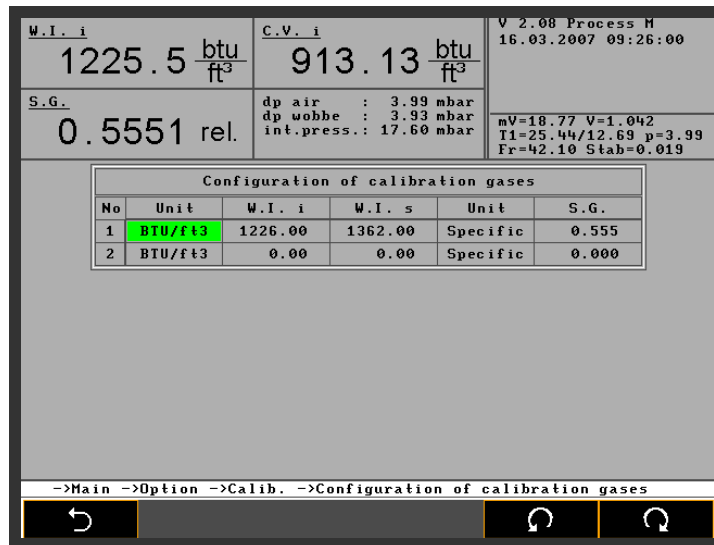 W.I. i
1225.5 btu/ft³
C.V. i
913.13 btu/ft³
V 2.08 Process M
16.03.2007 09:26:00
S.G.
0.5551 rel.
dp air : 3.99 mbar
dp wobbe : 3.93 mbar
int.press.: 17.60 mbar
mV=18.77 V=1.042
T1=25.44/12.69 p=3.99
Fr=42.10 Stab=0.019
Configuration of calibration gases
No Unit W.I. i W.I. s Unit S.G.
1 BTU/ft3 1226.00 1362.00 Specific 0.555
2 BTU/ft3 0.00 0.00 Specific 0.000
->Main ->Option ->Calib. ->Configuration of calibration gases